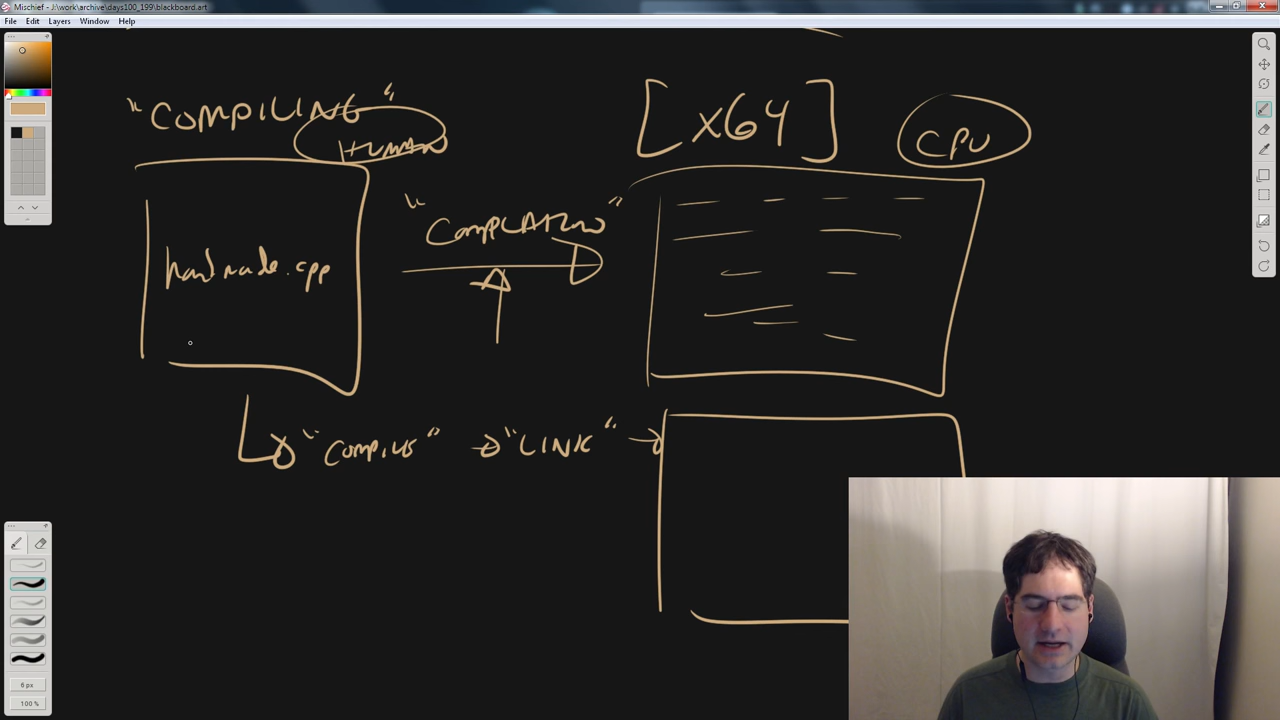 Mischief - J:\work\archive\days100_199\blackboard.art
File Edit Layers Window Help
"COMPILING"
HUMAN
[x64]
CPU
"COMPILATION"
handmade.cpp
"COMPILE" "LINK"
6 px
100 %